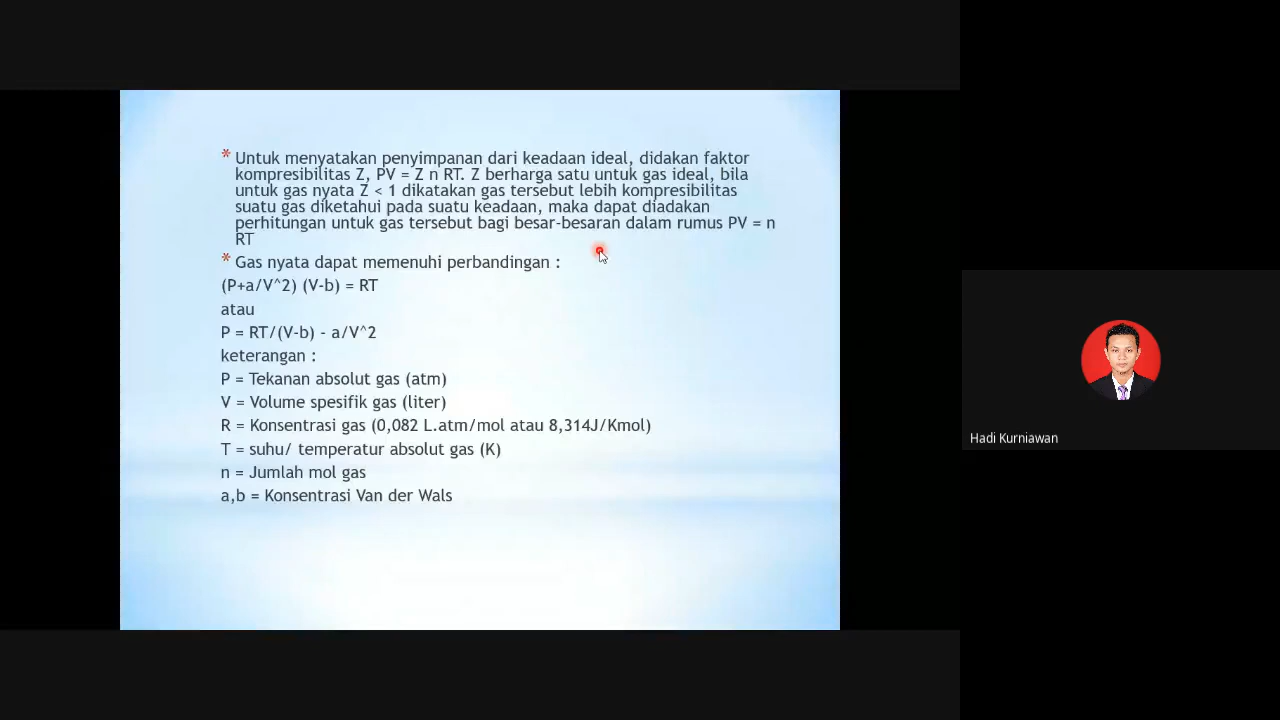 * Untuk menyatakan penyimpanan dari keadaan ideal, didakan faktor
kompresibilitas Z, PV = Z n RT. Z berharga satu untuk gas ideal, bila
untuk gas nyata Z < 1 dikatakan gas tersebut lebih kompresibilitas
suatu gas diketahui pada suatu keadaan, maka dapat diadakan
perhitungan untuk gas tersebut bagi besar-besaran dalam rumus PV = n
RT
* Gas nyata dapat memenuhi perbandingan :
(P+a/V^2) (V-b) = RT
atau
P = RT/(V-b) - a/V^2
keterangan :
P = Tekanan absolut gas (atm)
V = Volume spesifik gas (liter)
R = Konsentrasi gas (0,082 L.atm/mol atau 8,314J/Kmol)
T = suhu/ temperatur absolut gas (K)
n = Jumlah mol gas
a,b = Konsentrasi Van der Wals
Hadi Kurniawan